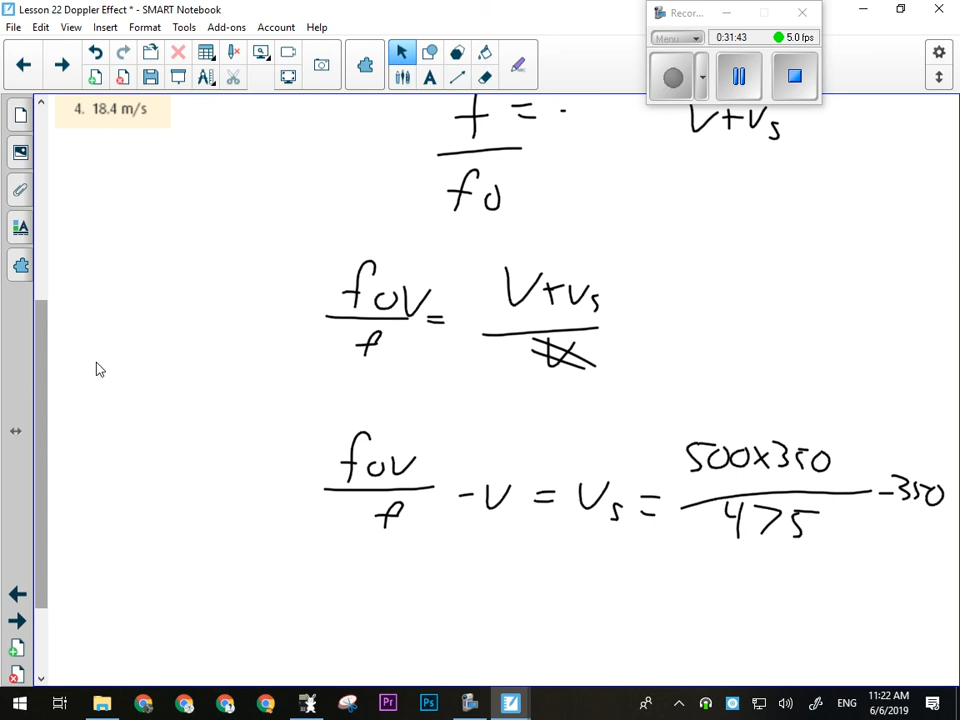 Lesson 22 Doppler Effect * - SMART Notebook
Recor...
File Edit View Insert Format Tools Add-ons Account Help
Menu
0:31:43
5.0 fps
4. 18.4 m/s
f = -
fo
v+vs
fov = v+vs
f v
fov - v = vs = 500x350 - 350
f 475
Pr Ps
ENG
11:22 AM
6/6/2019